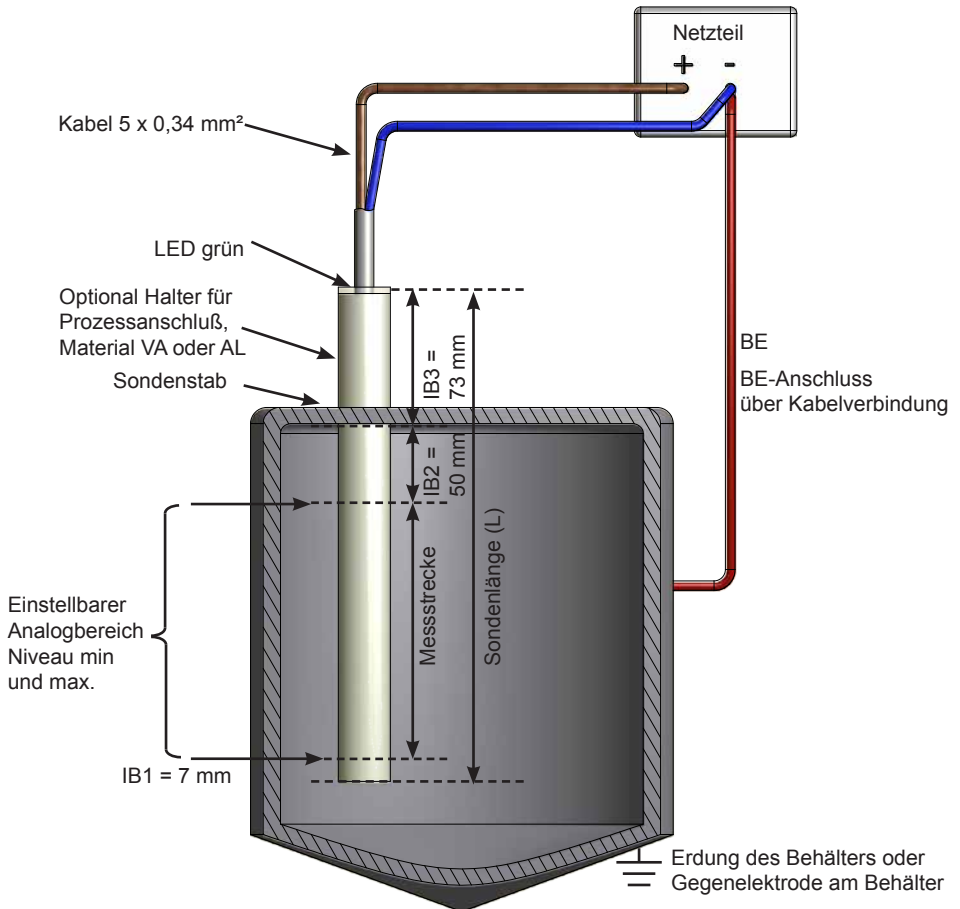 Netzteil
+ -
Kabel 5 x 0,34 mm²
LED grün
Optional Halter für
Prozessanschluß,
Material VA oder AL
Sondenstab
IB3 =
73 mm
BE
BE-Anschluss
über Kabelverbindung
IB2 =
50 mm
Messstrecke
Sondenlänge (L)
Einstellbarer
Analogbereich
Niveau min
und max.
IB1 = 7 mm
Erdung des Behälters oder
Gegenelektrode am Behälter